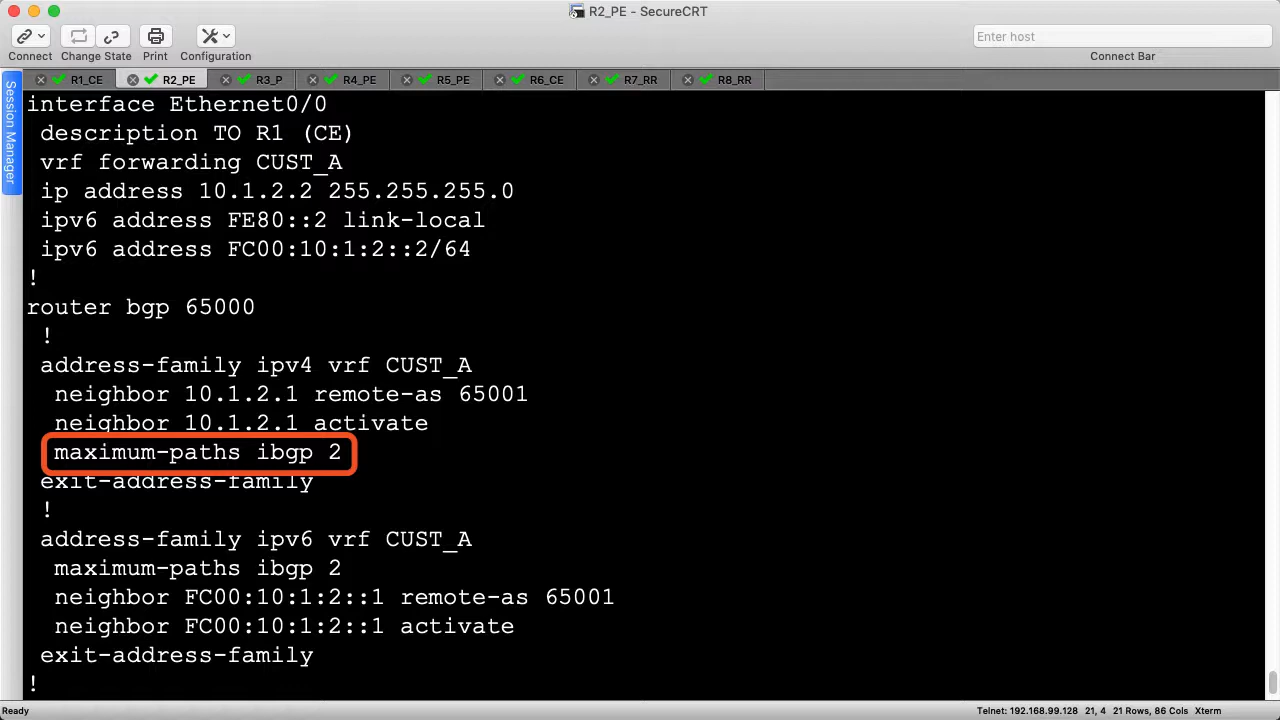 R2_PE - SecureCRT
Enter host
Connect Change State Print Configuration Connect Bar
R1_CE R2_PE R3_P R4_PE R5_PE R6_CE R7_RR R8_RR
Session Manager
interface Ethernet0/0
description TO R1 (CE)
vrf forwarding CUST_A
ip address 10.1.2.2 255.255.255.0
ipv6 address FE80::2 link-local
ipv6 address FC00:10:1:2::2/64
!
router bgp 65000
!
address-family ipv4 vrf CUST_A
neighbor 10.1.2.1 remote-as 65001
neighbor 10.1.2.1 activate
maximum-paths ibgp 2
exit-address-family
!
address-family ipv6 vrf CUST_A
maximum-paths ibgp 2
neighbor FC00:10:1:2::1 remote-as 65001
neighbor FC00:10:1:2::1 activate
exit-address-family
!
Ready Telnet: 192.168.99.128 21, 4 21 Rows, 86 Cols Xterm